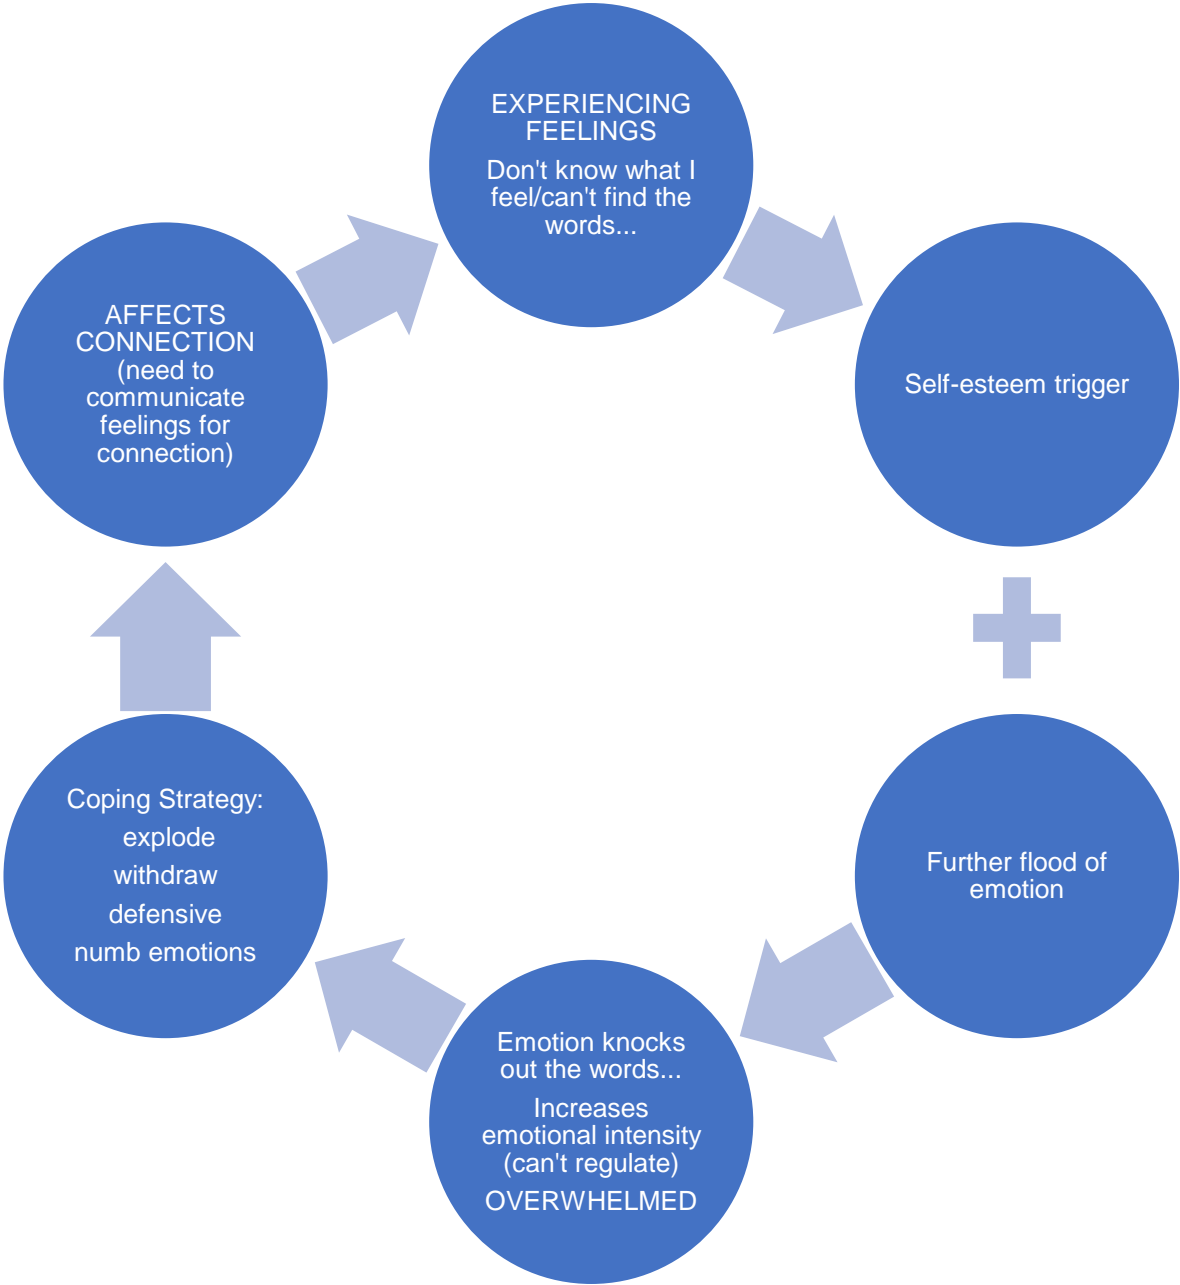 EXPERIENCING
FEELINGS
Don't know what I
feel/can't find the
words...
Self-esteem trigger
Further flood of
emotion
Emotion knocks
out the words...
Increases
emotional intensity
(can't regulate)
OVERWHELMED
Coping Strategy:
explode
withdraw
defensive
numb emotions
AFFECTS
CONNECTION
(need to
communicate
feelings for
connection)